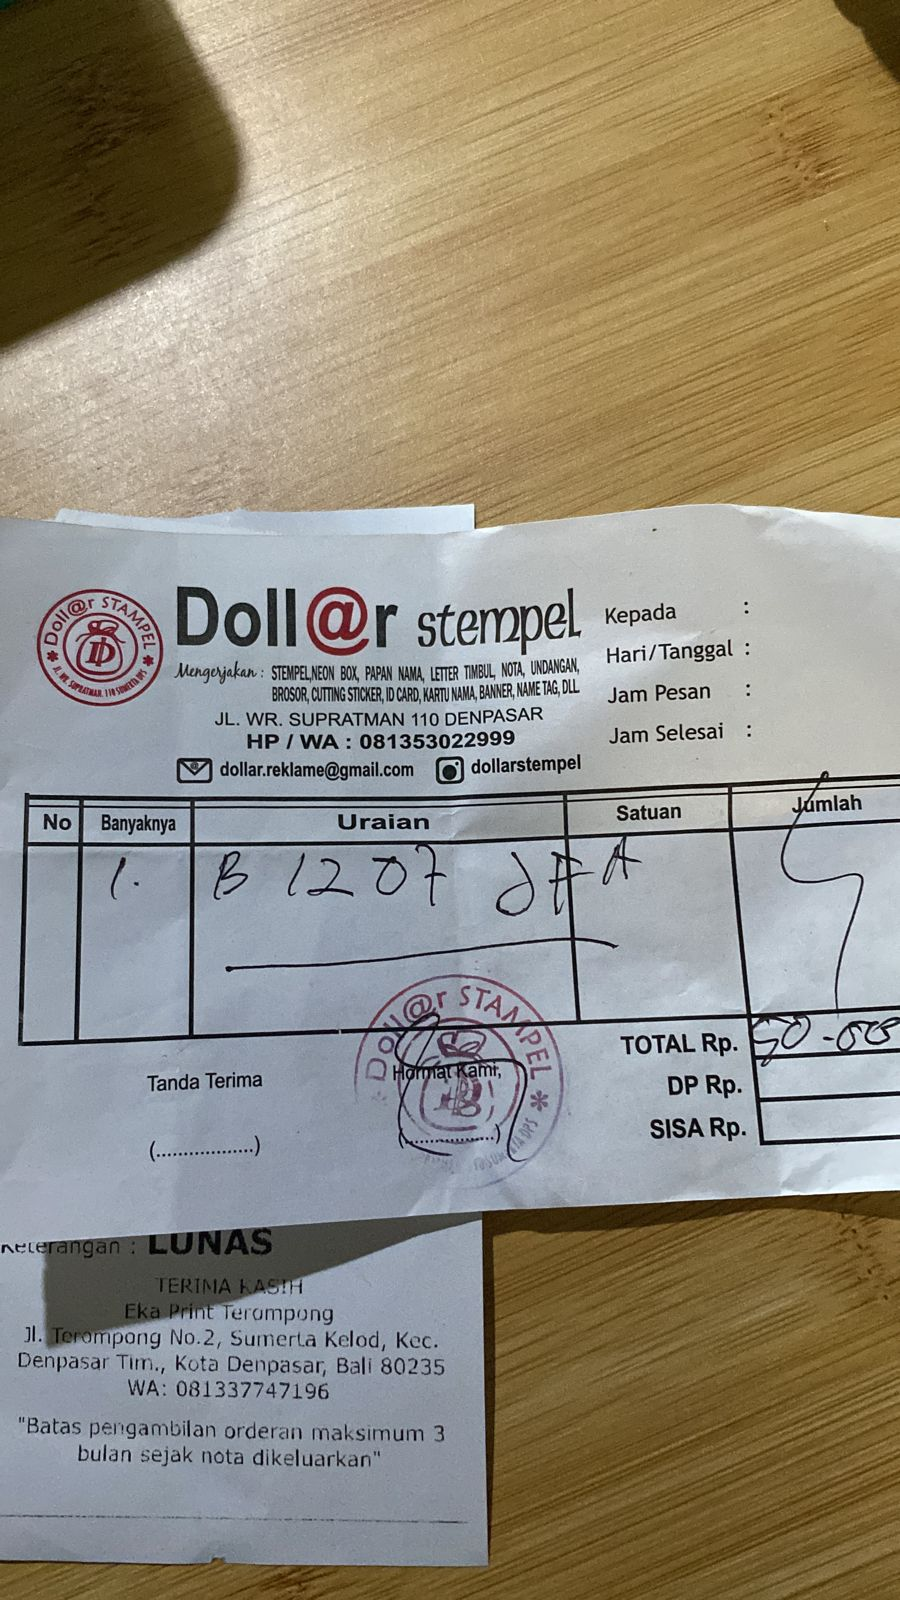 Doll@r stempel
Mengerjakan : STEMPEL,NEON BOX, PAPAN NAMA, LETTER TIMBUL, NOTA, UNDANGAN,
BROSOR, CUTTING STICKER, ID CARD, KARTU NAMA, BANNER, NAME TAG, DLL
JL. WR. SUPRATMAN 110 DENPASAR
HP / WA : 081353022999
dollar.reklame@gmail.com dollarstempel
Doll@r STAMPEL
JL. WR. SUPRATMAN. 110 SUMERTA DPS
Kepada :
Hari/Tanggal :
Jam Pesan :
Jam Selesai :
No Banyaknya Uraian Satuan Jumlah
1. B 1207 JFA
TOTAL Rp.
DP Rp.
SISA Rp.
Tanda Terima
(..................)
Hormat Kami,
(..................)
Doll@r STAMPEL
Keterangan : LUNAS
TERIMA KASIH
Eka Print Terompong
Jl. Terompong No.2, Sumerta Kelod, Kec.
Denpasar Tim., Kota Denpasar, Bali 80235
WA: 081337747196
"Batas pengambilan orderan maksimum 3
bulan sejak nota dikeluarkan"